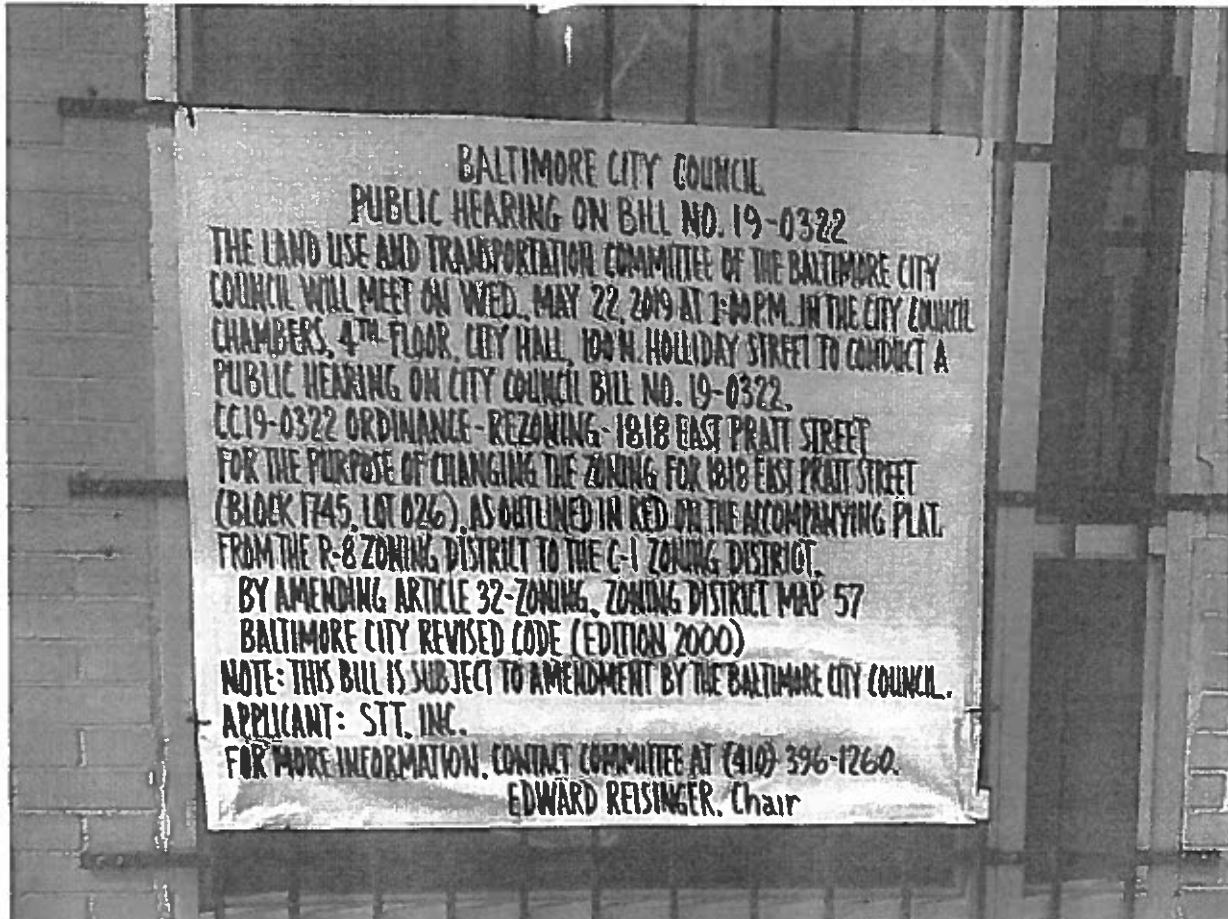 BALTIMORE CITY COUNCIL
PUBLIC HEARING ON BILL NO. 19-0322
THE LAND USE AND TRANSPORTATION COMMITTEE OF THE BALTIMORE CITY
COUNCIL WILL MEET ON WED., MAY 22, 2019 AT 1:00 P.M. IN THE CITY COUNCIL
CHAMBERS, 4TH FLOOR, CITY HALL, 100 N. HOLLIDAY STREET TO CONDUCT A
PUBLIC HEARING ON CITY COUNCIL BILL NO. 19-0322.
CC19-0322 ORDINANCE - REZONING - 1818 EAST PRATT STREET
FOR THE PURPOSE OF CHANGING THE ZONING FOR 1818 EAST PRATT STREET
(BLOCK 1745, LOT 026), AS OUTLINED IN RED ON THE ACCOMPANYING PLAT,
FROM THE R-8 ZONING DISTRICT TO THE C-1 ZONING DISTRICT.
BY AMENDING ARTICLE 32-ZONING, ZONING DISTRICT MAP 57
BALTIMORE CITY REVISED CODE (EDITION 2000)
NOTE: THIS BILL IS SUBJECT TO AMENDMENT BY THE BALTIMORE CITY COUNCIL.
APPLICANT: STT, INC.
FOR MORE INFORMATION, CONTACT COMMITTEE AT (410) 396-1260.
EDWARD REISINGER, Chair